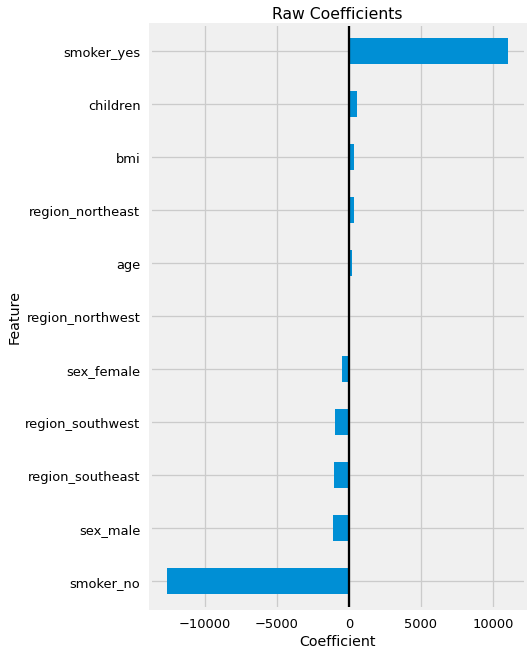 Raw Coefficients
smoker_yes
children
bmi
region_northeast
age
region_northwest
sex_female
region_southwest
region_southeast
sex_male
smoker_no
Feature
−10000 −5000 0 5000 10000
Coefficient